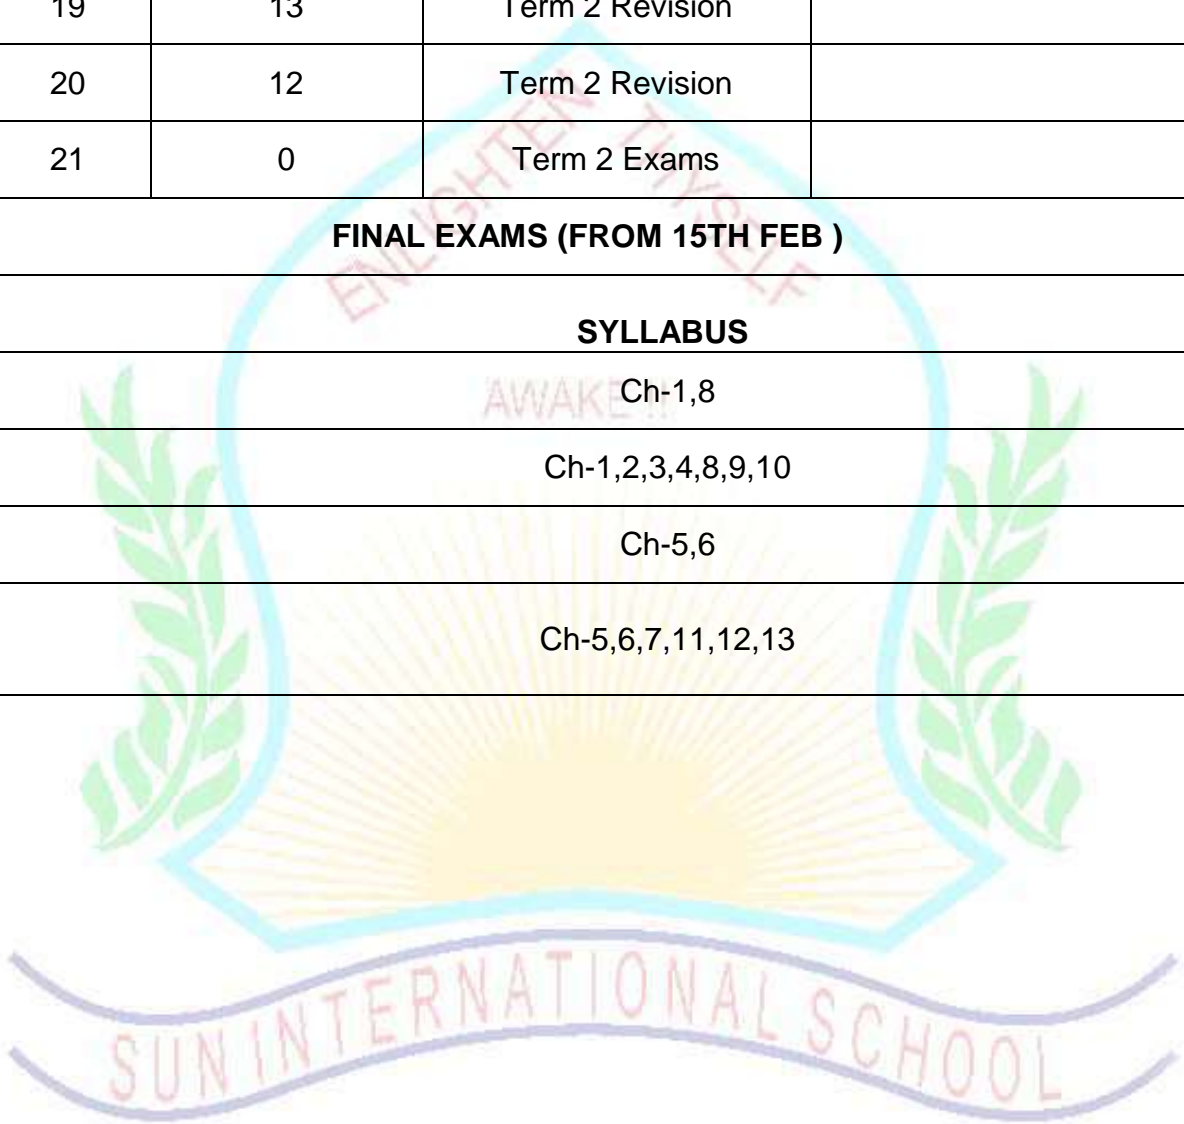 19 13 Term 2 Revision
20 12 Term 2 Revision
21 0 Term 2 Exams
FINAL EXAMS (FROM 15TH FEB )
SYLLABUS
Ch-1,8
Ch-1,2,3,4,8,9,10
Ch-5,6
Ch-5,6,7,11,12,13
ENLIGHTEN THYSELF
AWAKE !!
SUN INTERNATIONAL SCHOOL